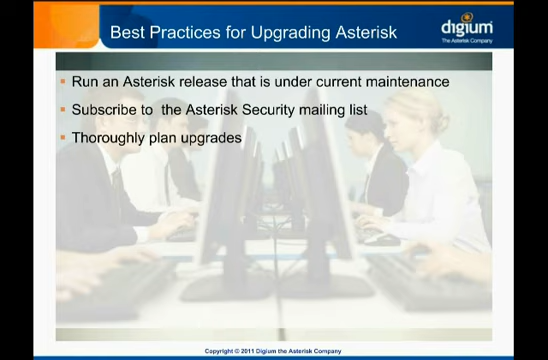 Best Practices for Upgrading Asterisk
digium
The Asterisk Company
Run an Asterisk release that is under current maintenance
Subscribe to the Asterisk Security mailing list
Thoroughly plan upgrades
Copyright © 2011 Digium the Asterisk Company